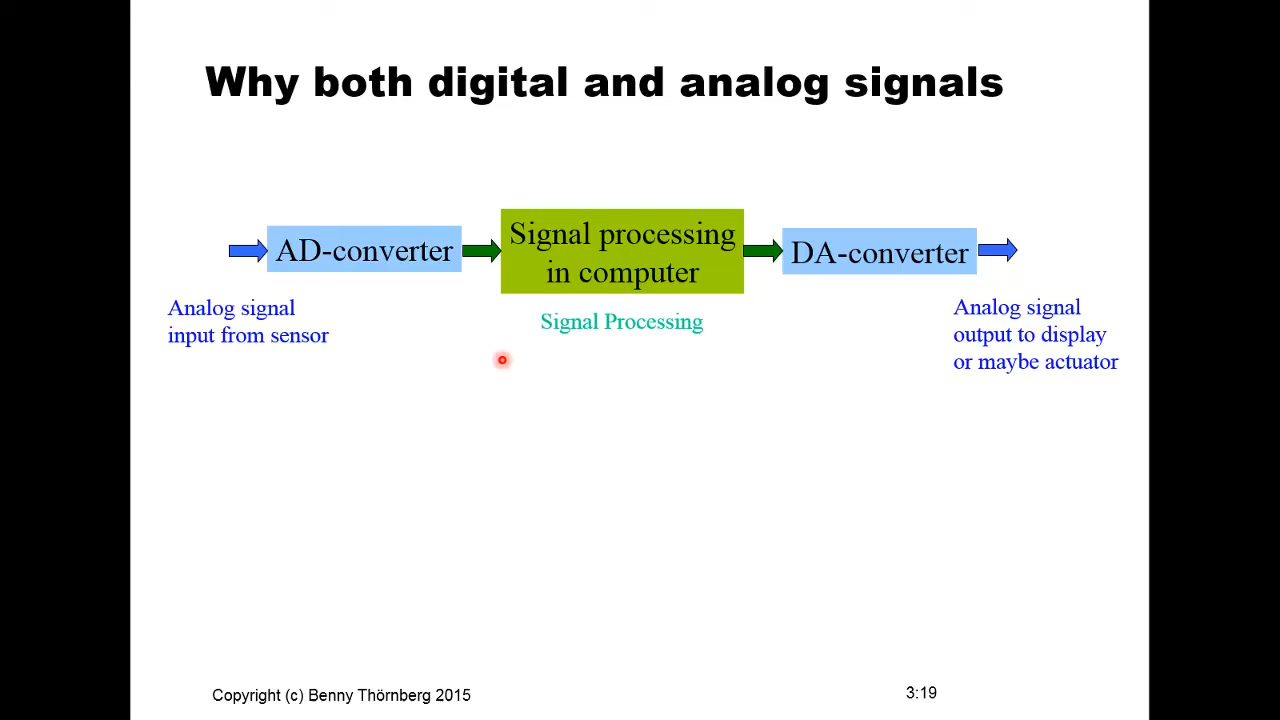 Why both digital and analog signals
AD-converter
Signal processing
in computer
DA-converter
Analog signal
input from sensor
Signal Processing
Analog signal
output to display
or maybe actuator
Copyright (c) Benny Thörnberg 2015
3:19